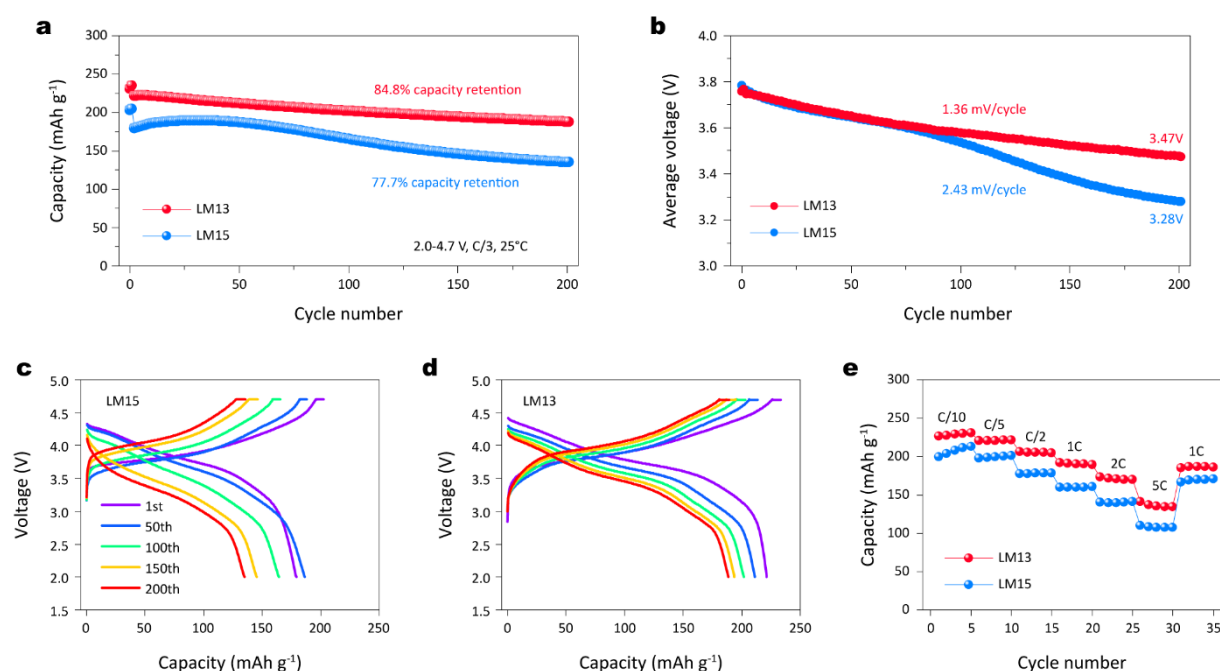 a
300
250
200
150
100
50
0
Capacity (mAh g⁻¹)
84.8% capacity retention
77.7% capacity retention
LM13
LM15
2.0-4.7 V, C/3, 25°C
0
50
100
150
200
Cycle number
b
4.0
3.8
3.6
3.4
3.2
3.0
Average voltage (V)
1.36 mV/cycle
3.47V
2.43 mV/cycle
3.28V
LM13
LM15
0
50
100
150
200
Cycle number
c
5.0
4.5
4.0
3.5
3.0
2.5
2.0
1.5
Voltage (V)
LM15
1st
50th
100th
150th
200th
0
50
100
150
200
250
Capacity (mAh g⁻¹)
d
5.0
4.5
4.0
3.5
3.0
2.5
2.0
1.5
Voltage (V)
LM13
0
50
100
150
200
250
Capacity (mAh g⁻¹)
e
300
250
200
150
100
50
0
Capacity (mAh g⁻¹)
C/10
C/5
C/2
1C
2C
5C
1C
LM13
LM15
0
5
10
15
20
25
30
35
Cycle number